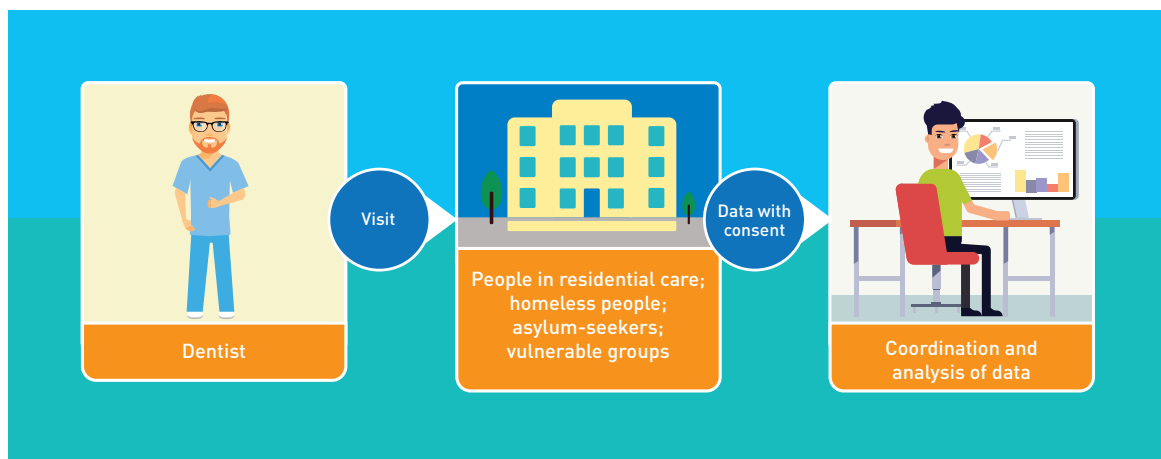 Dentist
Visit
People in residential care;
homeless people;
asylum-seekers;
vulnerable groups
Data with
consent
Coordination and
analysis of data